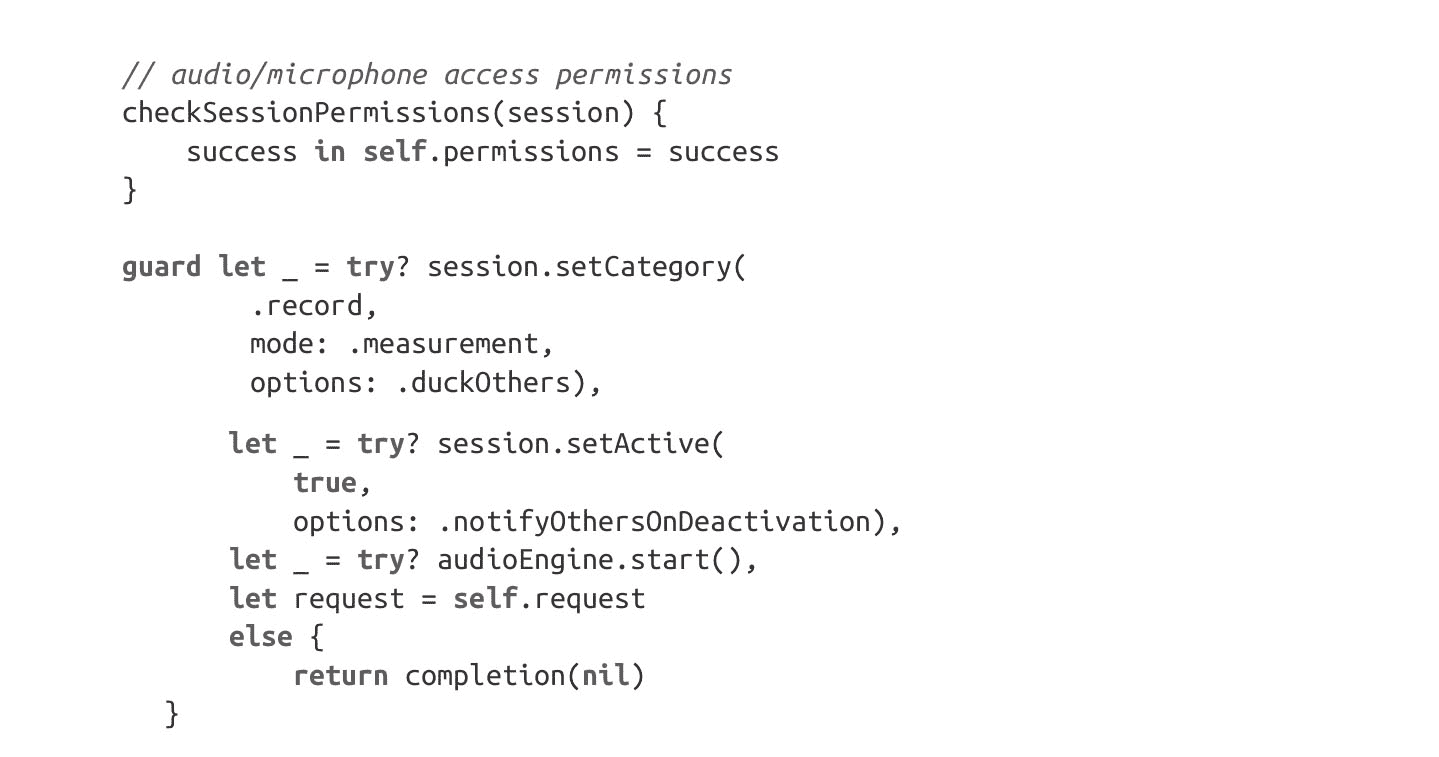 // audio/microphone access permissions
checkSessionPermissions(session) {
    success in self.permissions = success
}

guard let _ = try? session.setCategory(
        .record,
        mode: .measurement,
        options: .duckOthers),
      let _ = try? session.setActive(
          true,
          options: .notifyOthersOnDeactivation),
      let _ = try? audioEngine.start(),
      let request = self.request
      else {
          return completion(nil)
  }